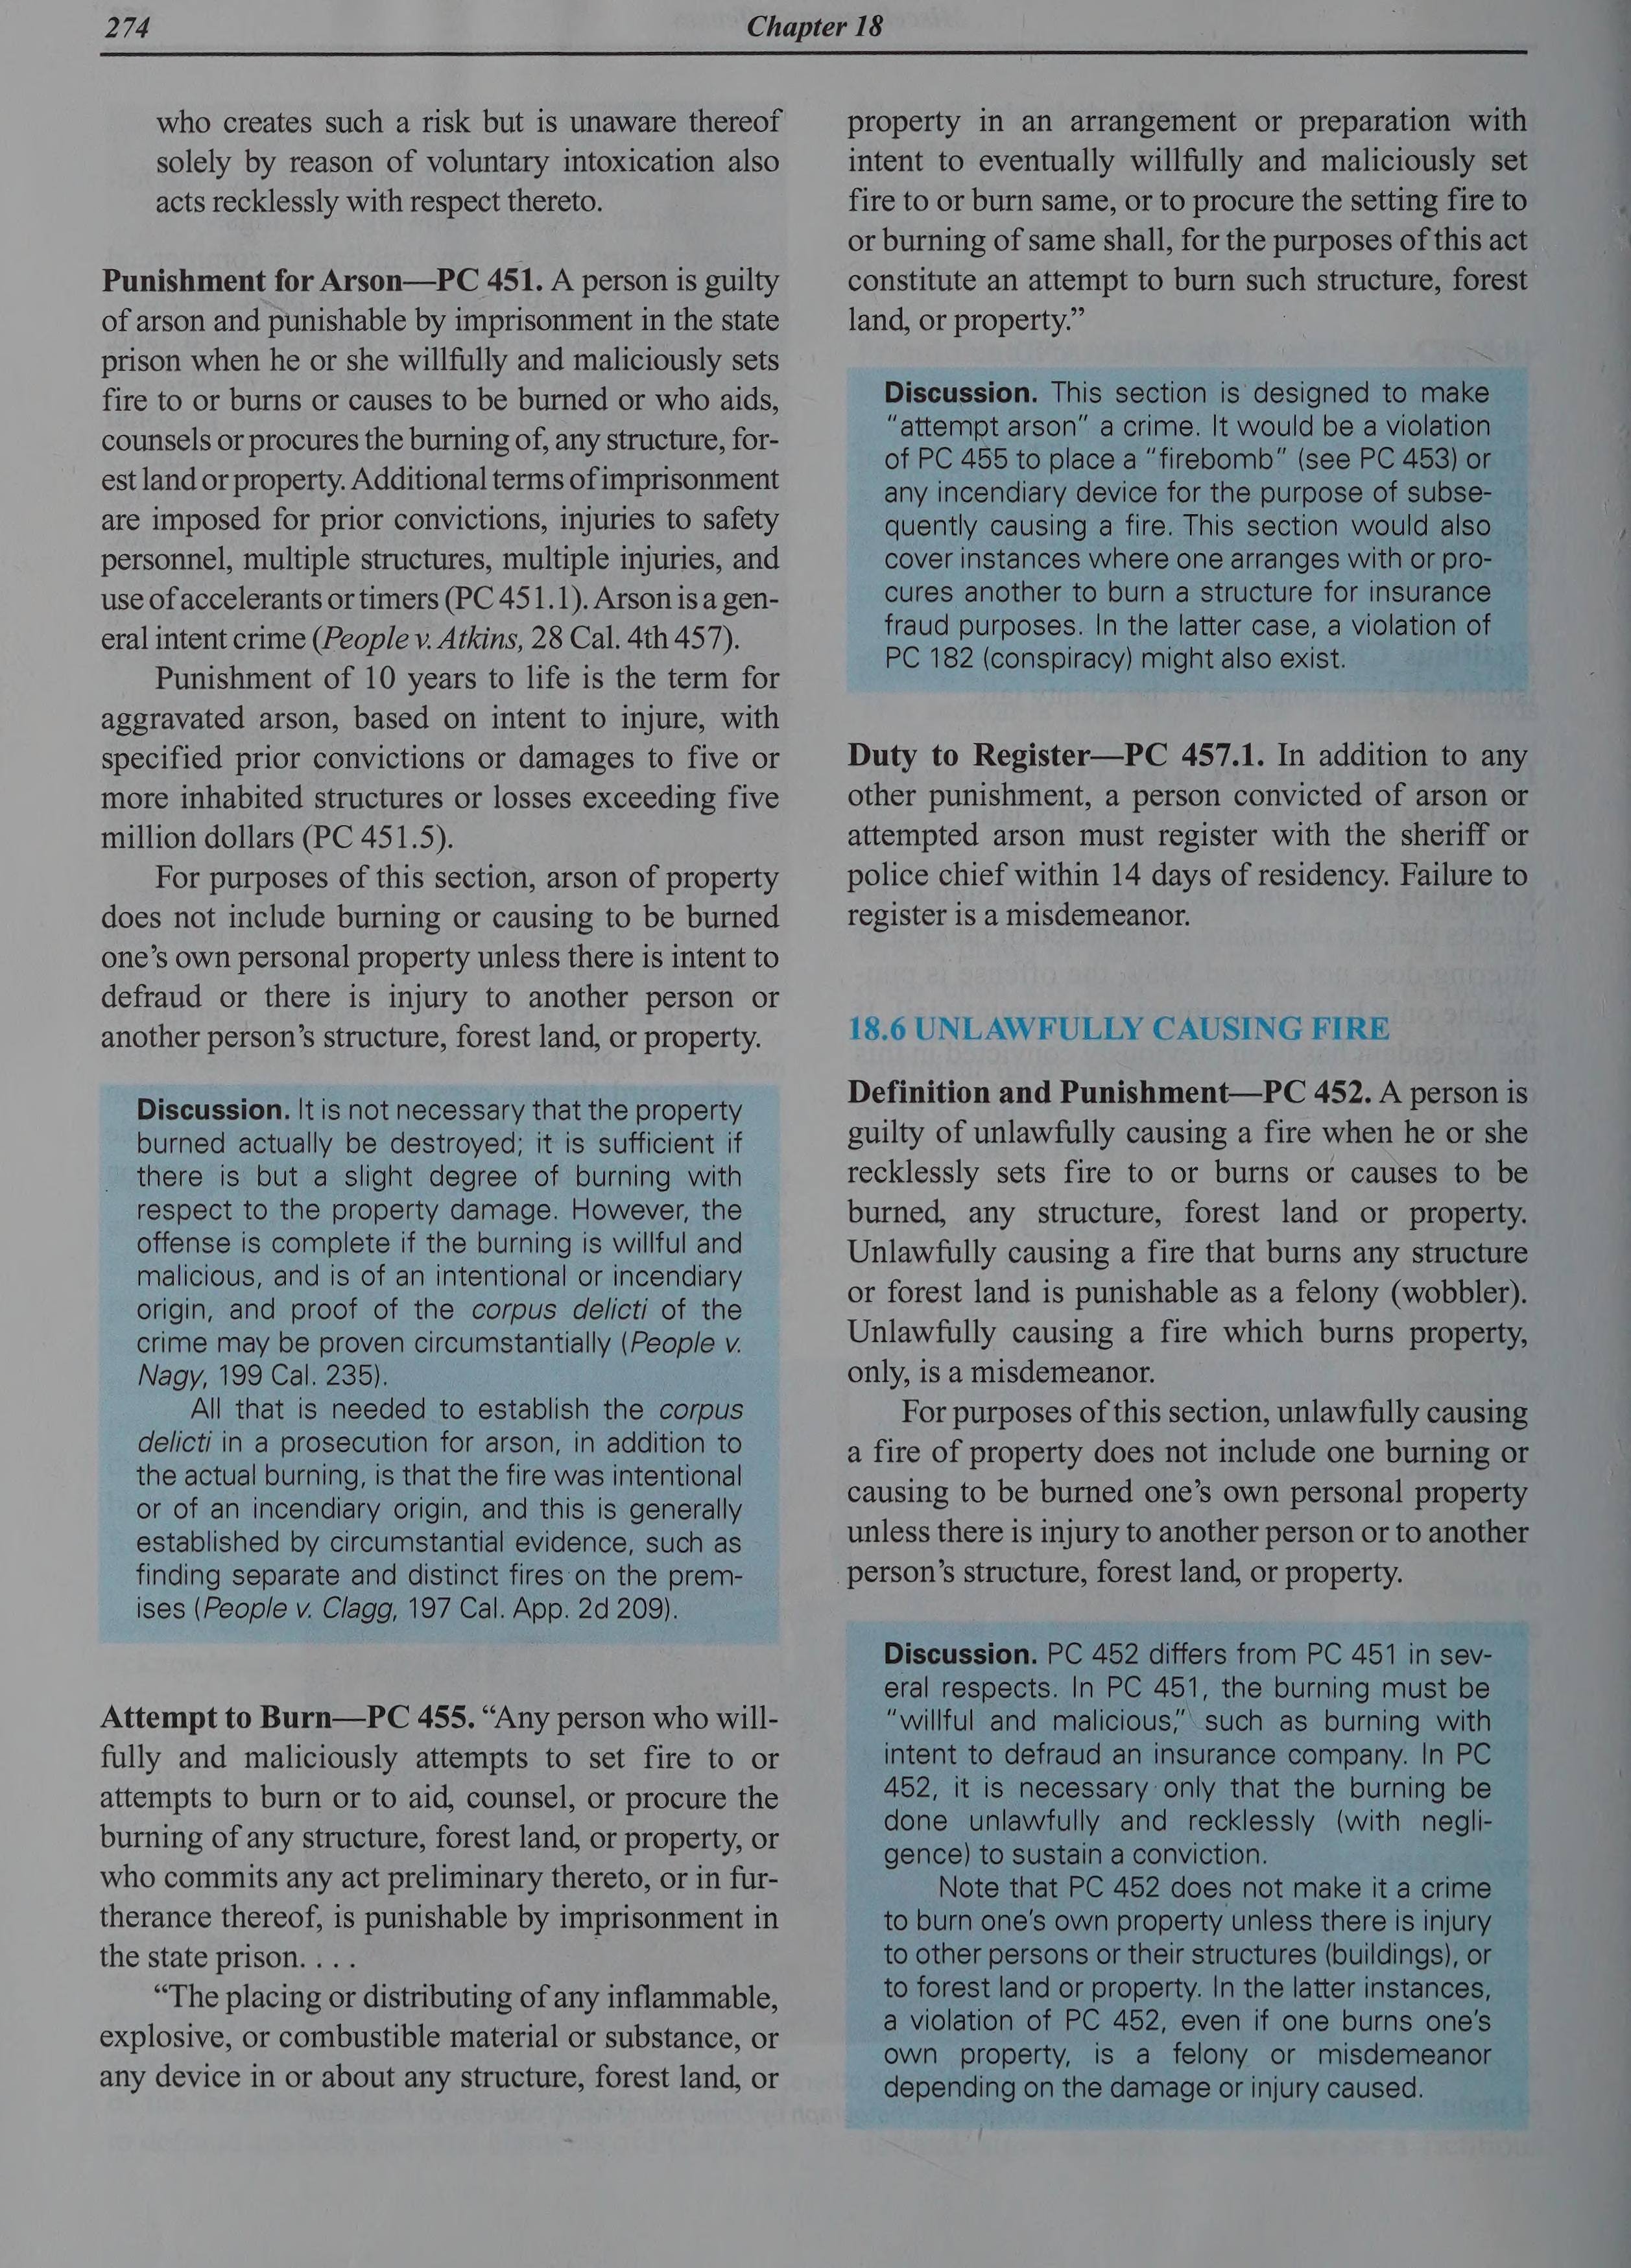 274
Chapter 18
who creates such a risk but is unaware thereof
solely by reason of voluntary intoxication also
acts recklessly with respect thereto.
Punishment for Arson—PC 451. A person is guilty
of arson and punishable by imprisonment in the state
prison when he or she willfully and maliciously sets
fire to or burns or causes to be burned or who aids,
counsels or procures the burning of, any structure, for-
est land or property. Additional terms of imprisonment
are imposed for prior convictions, injuries to safety
personnel, multiple structures, multiple injuries, and
use of accelerants or timers (PC 451.1). Arson is a gen-
eral intent crime (People v. Atkins, 28 Cal. 4th 457).
Punishment of 10 years to life is the term for
aggravated arson, based on intent to injure, with
specified prior convictions or damages to five or
more inhabited structures or losses exceeding five
million dollars (PC 451.5).
For purposes of this section, arson of property
does not include burning or causing to be burned
one's own personal property unless there is intent to
defraud or there is injury to another person or
another person's structure, forest land, or property.
Discussion. It is not necessary that the property
burned actually be destroyed; it is sufficient if
there is but a slight degree of burning with
respect to the property damage. However, the
offense is complete if the burning is willful and
malicious, and is of an intentional or incendiary
origin, and proof of the corpus delicti of the
crime may be proven circumstantially (People v.
Nagy, 199 Cal. 235).
All that is needed to establish the corpus
delicti in a prosecution for arson, in addition to
the actual burning, is that the fire was intentional
or of an incendiary origin, and this is generally
established by circumstantial evidence, such as
finding separate and distinct fires on the prem-
ises (People v. Clagg, 197 Cal. App. 2d 209).
Attempt to Burn—PC 455. “Any person who will-
fully and maliciously attempts to set fire to or
attempts to burn or to aid, counsel, or procure the
burning of any structure, forest land, or property, or
who commits any act preliminary thereto, or in fur-
therance thereof, is punishable by imprisonment in
the state prison. . . .
“The placing or distributing of any inflammable,
explosive, or combustible material or substance, or
any device in or about any structure, forest land, or
property in an arrangement or preparation with
intent to eventually willfully and maliciously set
fire to or burn same, or to procure the setting fire to
or burning of same shall, for the purposes of this act
constitute an attempt to burn such structure, forest
land, or property.”
Discussion. This section is designed to make
“attempt arson” a crime. It would be a violation
of PC 455 to place a “firebomb” (see PC 453) or
any incendiary device for the purpose of subse-
quently causing a fire. This section would also
cover instances where one arranges with or pro-
cures another to burn a structure for insurance
fraud purposes. In the latter case, a violation of
PC 182 (conspiracy) might also exist.
Duty to Register—PC 457.1. In addition to any
other punishment, a person convicted of arson or
attempted arson must register with the sheriff or
police chief within 14 days of residency. Failure to
register is a misdemeanor.
18.6 UNLAWFULLY CAUSING FIRE
Definition and Punishment—PC 452. A person is
guilty of unlawfully causing a fire when he or she
recklessly sets fire to or burns or causes to be
burned, any structure, forest land or property.
Unlawfully causing a fire that burns any structure
or forest land is punishable as a felony (wobbler).
Unlawfully causing a fire which burns property,
only, is a misdemeanor.
For purposes of this section, unlawfully causing
a fire of property does not include one burning or
causing to be burned one's own personal property
unless there is injury to another person or to another
person's structure, forest land, or property.
Discussion. PC 452 differs from PC 451 in sev-
eral respects. In PC 451, the burning must be
“willful and malicious,” such as burning with
intent to defraud an insurance company. In PC
452, it is necessary only that the burning be
done unlawfully and recklessly (with negli-
gence) to sustain a conviction.
Note that PC 452 does not make it a crime
to burn one's own property unless there is injury
to other persons or their structures (buildings), or
to forest land or property. In the latter instances,
a violation of PC 452, even if one burns one's
own property, is a felony or misdemeanor
depending on the damage or injury caused.